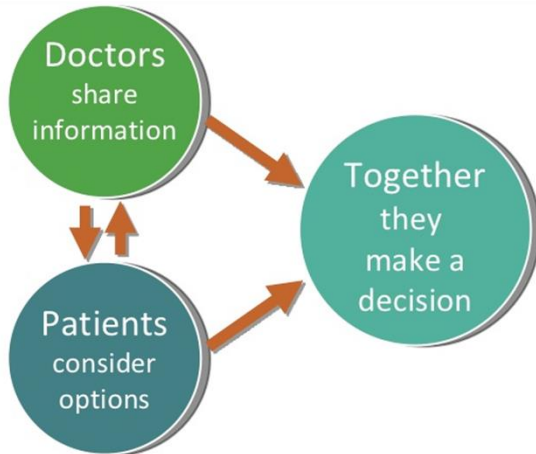 Doctors
share
information
Patients
consider
options
Together
they
make a
decision